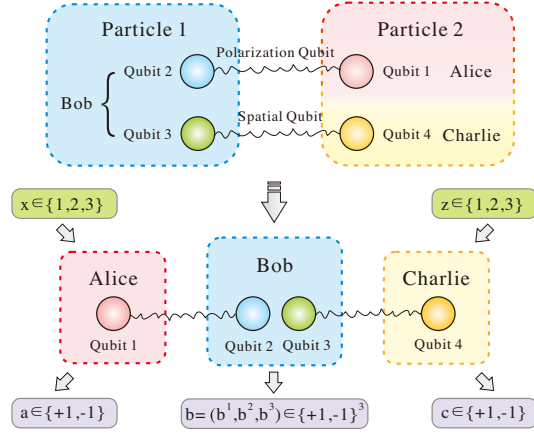 Particle 1
Particle 2
Polarization Qubit
Qubit 2
Qubit 1
Alice
Bob
Spatial Qubit
Qubit 3
Qubit 4
Charlie
x∈{1,2,3}
z∈{1,2,3}
Alice
Bob
Charlie
Qubit 1
Qubit 2
Qubit 3
Qubit 4
a∈{+1,-1}
b=(b¹,b²,b³)∈{+1,-1}³
c∈{+1,-1}